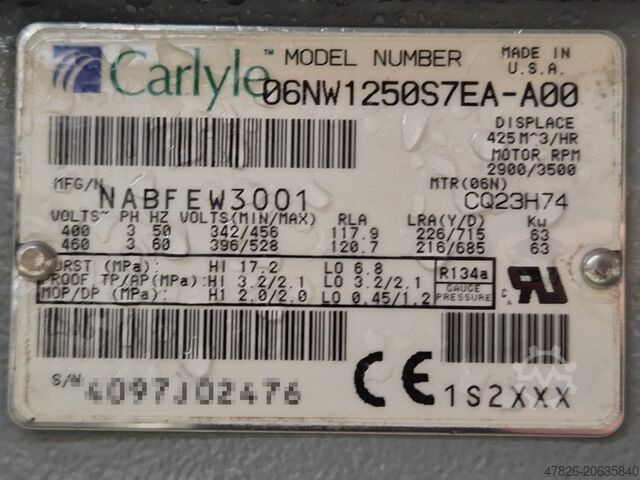 Carlyle™ MODEL NUMBER MADE IN U.S.A.
06NW1250S7EA-A00
DISPLACE
425M^3/HR
MOTOR RPM
2900/3500
MFG/N NABFEW3001 MTR(06N) CQ23H74
VOLTS~ PH HZ VOLTS(MIN/MAX) RLA LRA(Y/D) Kw
400 3 50 342/456 117.9 226/715 63
460 3 60 396/528 120.7 216/685 63
BURST (MPa): HI 17.2 LO 6.8
PROOF TP/AP(MPa): HI 3.2/2.1 LO 3.2/2.1
MOP/DP (MPa): HI 2.0/2.0 LO 0.45/1.2
R134a
GAUGE
PRESSURE
c RU
S/N 4097J02476
CE 1S2XXX
47826-20635840